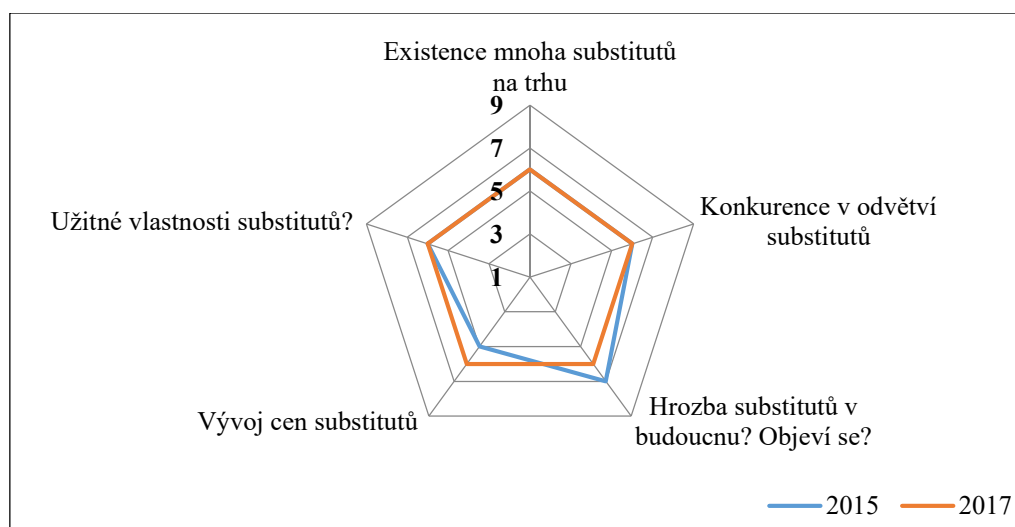 Existence mnoha substitutů
na trhu
9
7
5
3
1
Konkurence v odvětví
substitutů
Užitné vlastnosti substitutů?
Vývoj cen substitutů
Hrozba substitutů v
budoucnu? Objeví se?
2015
2017